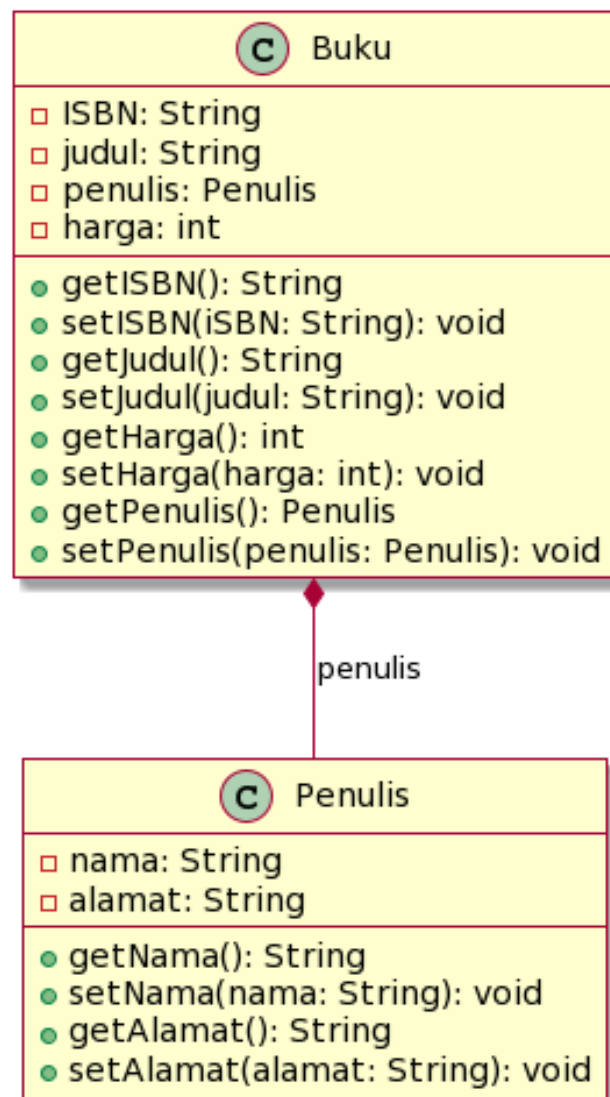 C Buku
ISBN: String
judul: String
penulis: Penulis
harga: int
getISBN(): String
setISBN(iSBN: String): void
getJudul(): String
setJudul(judul: String): void
getHarga(): int
setHarga(harga: int): void
getPenulis(): Penulis
setPenulis(penulis: Penulis): void
penulis
C Penulis
nama: String
alamat: String
getNama(): String
setNama(nama: String): void
getAlamat(): String
setAlamat(alamat: String): void